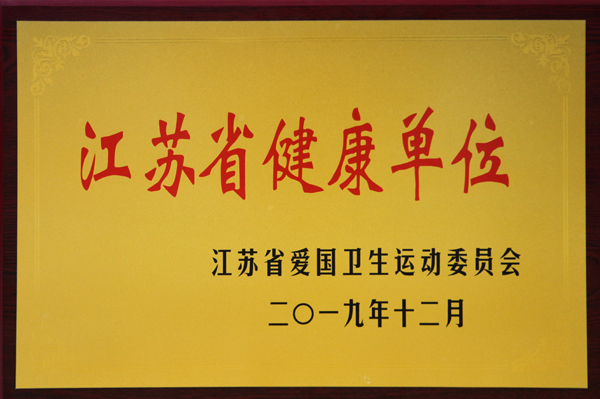 江苏省健康单位
江苏省爱国卫生运动委员会
二〇一九年十二月